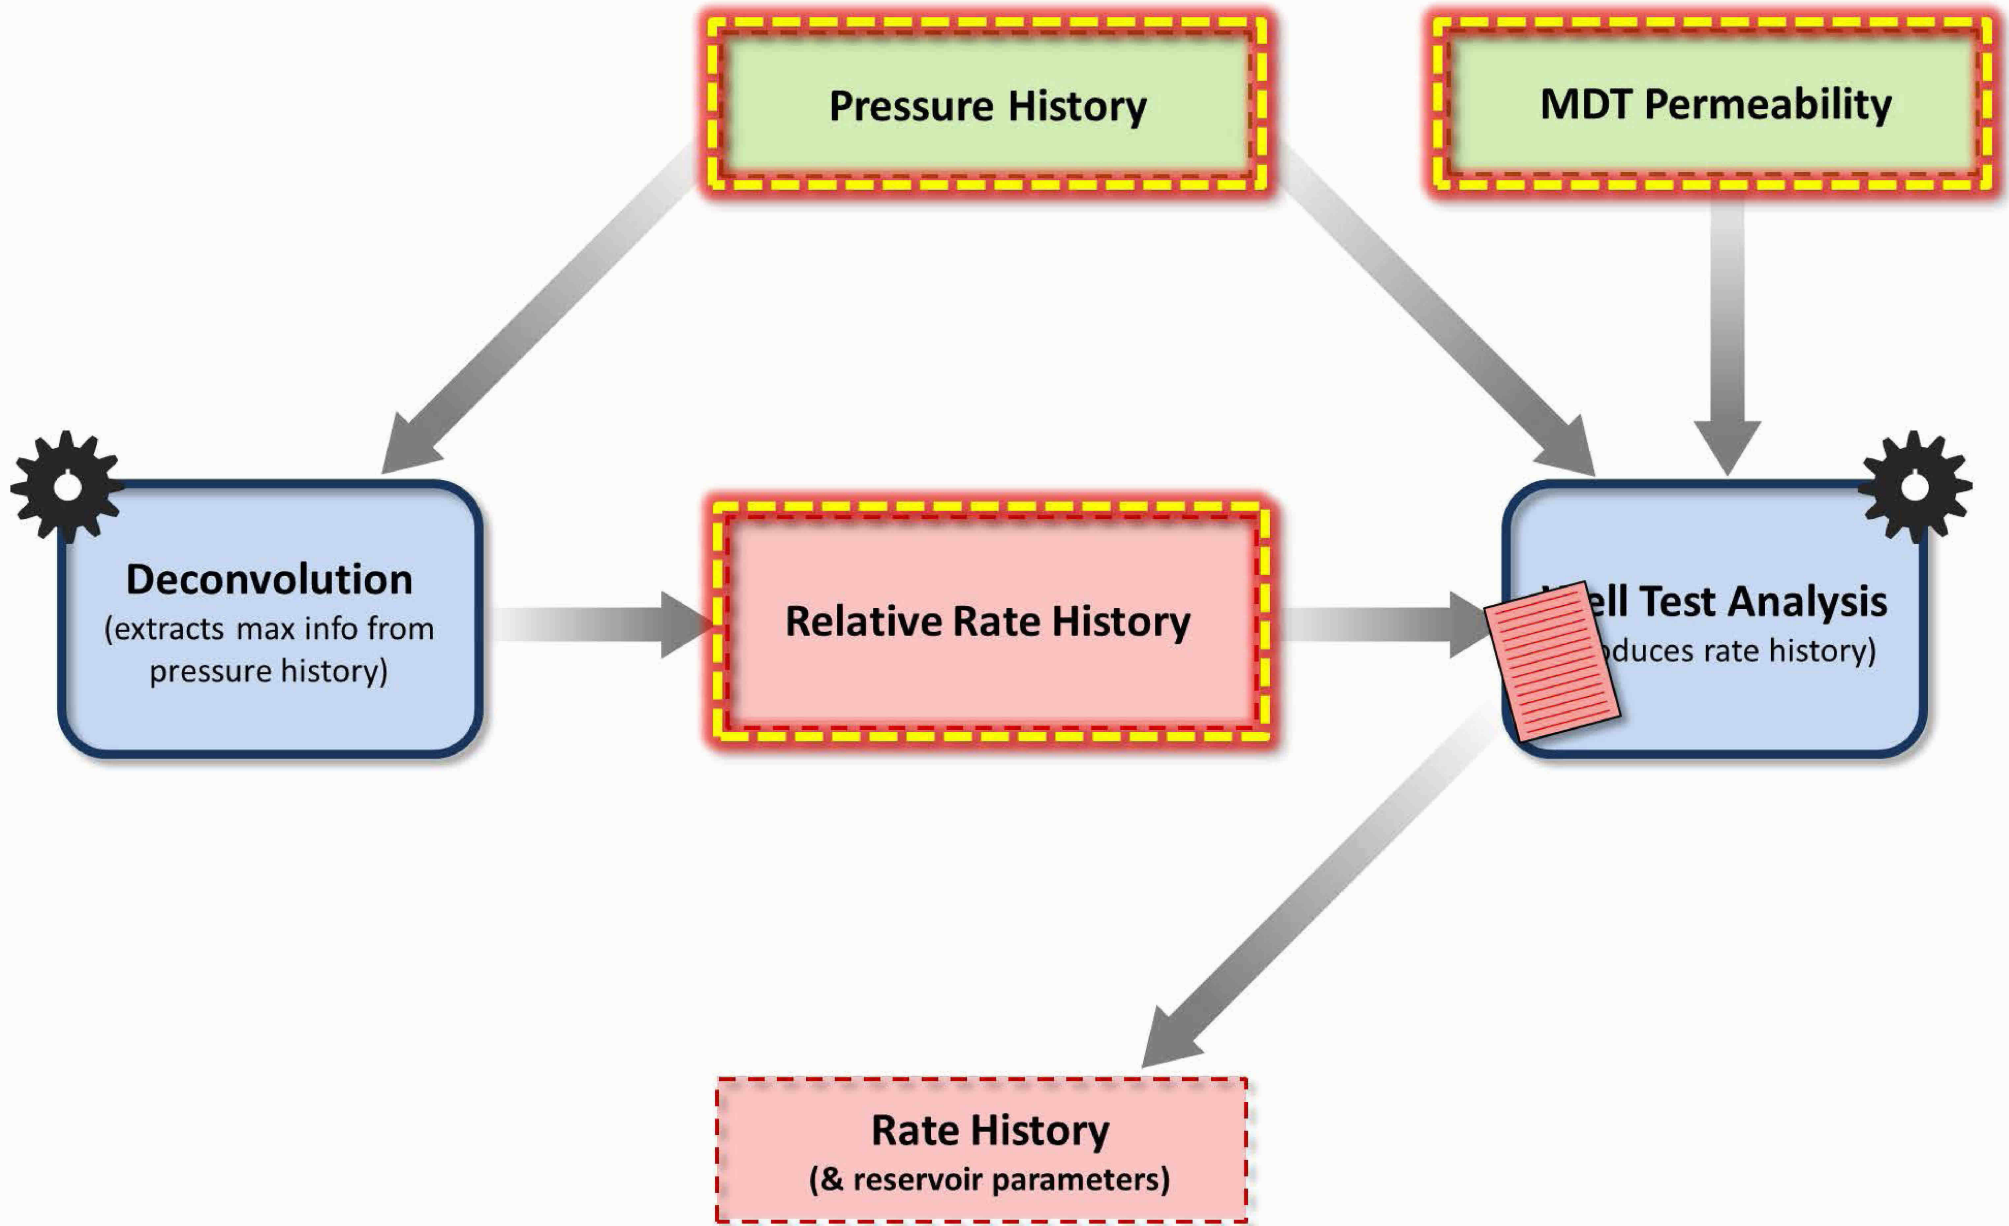 Pressure History
MDT Permeability
Deconvolution
(extracts max info from
pressure history)
Relative Rate History
ell Test Analysis
oduces rate history)
Rate History
(& reservoir parameters)